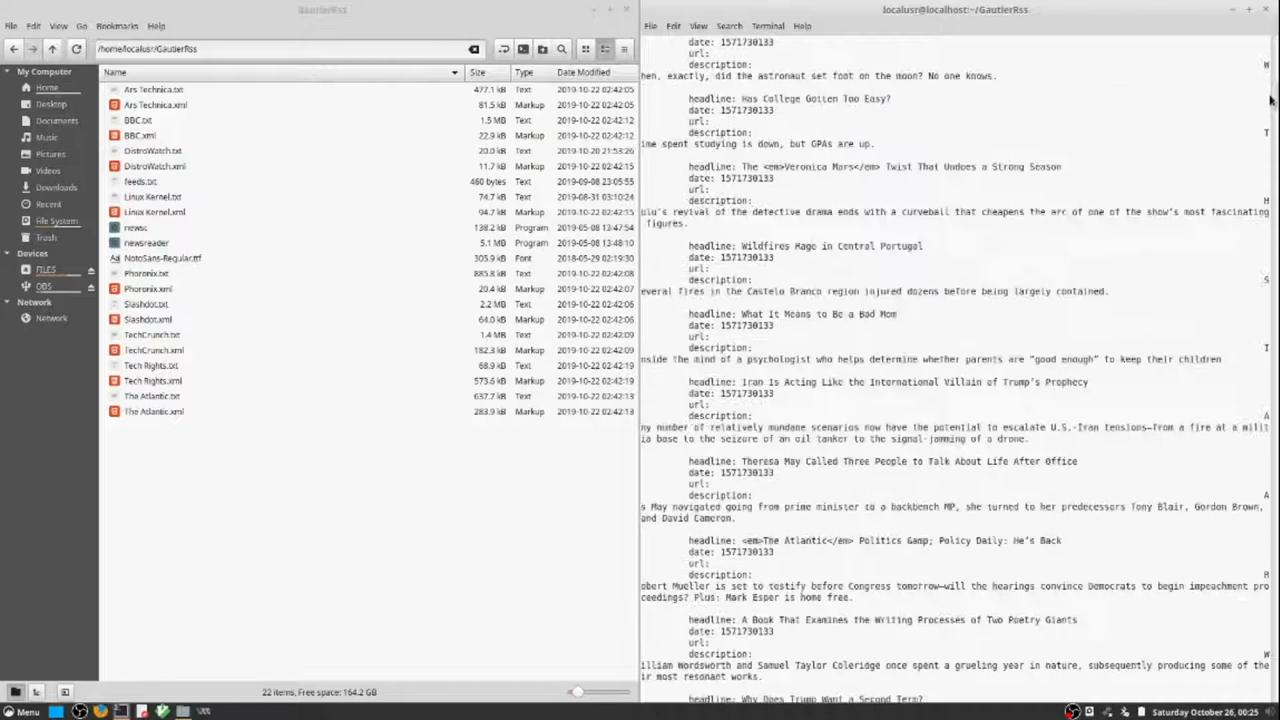 localusr@localhost:~/GautierRss
File Edit View Go Bookmarks Help
/home/localusr/GautierRss
My Computer
Home
Desktop
Documents
Music
Pictures
Videos
Downloads
Recent
File System
Trash
Devices
FILES
OBS
Network
Network
Name Size Type Date Modified
Ars Technica.txt 477.1 kB Text 2019-10-22 02:42:05
Ars Technica.xml 81.5 kB Markup 2019-10-22 02:42:05
BBC.txt 1.5 MB Text 2019-10-22 02:42:12
BBC.xml 22.9 kB Markup 2019-10-22 02:42:12
DistroWatch.txt 20.0 kB Text 2019-10-20 21:53:26
DistroWatch.xml 11.7 kB Markup 2019-10-22 02:42:15
feeds.txt 460 bytes Text 2019-09-08 23:05:55
Linux Kernel.txt 74.7 kB Text 2019-08-31 03:10:24
Linux Kernel.xml 94.7 kB Markup 2019-10-22 02:42:15
newsc 138.2 kB Program 2019-05-08 13:47:54
newsreader 5.1 MB Program 2019-05-08 13:48:10
NotoSans-Regular.ttf 305.9 kB Font 2018-05-29 02:19:30
Phoronix.txt 885.8 kB Text 2019-10-22 02:42:08
Phoronix.xml 20.4 kB Markup 2019-10-22 02:42:07
Slashdot.txt 2.2 MB Text 2019-10-22 02:42:06
Slashdot.xml 64.0 kB Markup 2019-10-22 02:42:06
TechCrunch.txt 1.4 MB Text 2019-10-22 02:42:09
TechCrunch.xml 182.3 kB Markup 2019-10-22 02:42:09
Tech Rights.txt 68.9 kB Text 2019-10-22 02:42:19
Tech Rights.xml 573.6 kB Markup 2019-10-22 02:42:19
The Atlantic.txt 637.7 kB Text 2019-10-22 02:42:13
The Atlantic.xml 283.9 kB Markup 2019-10-22 02:42:13
22 items, Free space: 164.2 GB
File Edit View Search Terminal Help
date: 1571730133
url:
description: W
hen, exactly, did the astronaut set foot on the moon? No one knows.
headline: Has College Gotten Too Easy?
date: 1571730133
url:
description: T
ime spent studying is down, but GPAs are up.
headline: The <em>Veronica Mars</em> Twist That Undoes a Strong Season
date: 1571730133
url:
description: H
ulu's revival of the detective drama ends with a curveball that cheapens the arc of one of the show's most fascinating
figures.
headline: Wildfires Rage in Central Portugal
date: 1571730133
url:
description: S
everal fires in the Castelo Branco region injured dozens before being largely contained.
headline: What It Means to Be a Bad Mom
date: 1571730133
url:
description: I
nside the mind of a psychologist who helps determine whether parents are “good enough” to keep their children
headline: Iran Is Acting Like the International Villain of Trump's Prophecy
date: 1571730133
url:
description: A
ny number of relatively mundane scenarios now have the potential to escalate U.S.-Iran tensions—from a fire at a milit
ia base to the seizure of an oil tanker to the signal-jamming of a drone.
headline: Theresa May Called Three People to Talk About Life After Office
date: 1571730133
url:
description: A
s May navigated going from prime minister to a backbench MP, she turned to her predecessors Tony Blair, Gordon Brown,
and David Cameron.
headline: <em>The Atlantic</em> Politics &amp; Policy Daily: He's Back
date: 1571730133
url:
description: R
obert Mueller is set to testify before Congress tomorrow—will the hearings convince Democrats to begin impeachment pro
ceedings? Plus: Mark Esper is home free.
headline: A Book That Examines the Writing Processes of Two Poetry Giants
date: 1571730133
url:
description: W
illiam Wordsworth and Samuel Taylor Coleridge once spent a grueling year in nature, subsequently producing some of the
ir most resonant works.
headline: Why Does Trump Want a Second Term?
Menu
Saturday October 26, 00:25